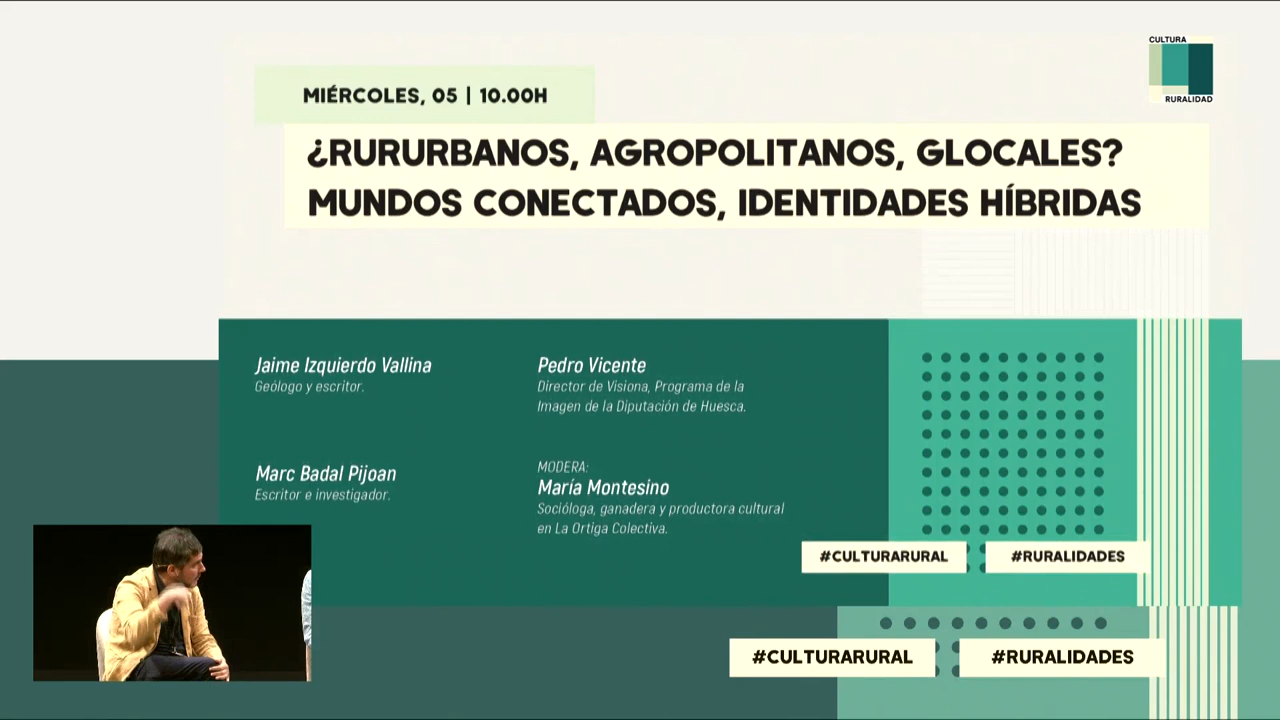 CULTURA
RURALIDAD
MIÉRCOLES, 05 | 10.00H
¿RURURBANOS, AGROPOLITANOS, GLOCALES?
MUNDOS CONECTADOS, IDENTIDADES HÍBRIDAS
Jaime Izquierdo Vallina
Geólogo y escritor.
Pedro Vicente
Director de Visiona, Programa de la
Imagen de la Diputación de Huesca.
Marc Badal Pijoan
Escritor e investigador.
MODERA:
María Montesino
Socióloga, ganadera y productora cultural
en La Ortiga Colectiva.
#CULTURARURAL
#RURALIDADES
#CULTURARURAL
#RURALIDADES